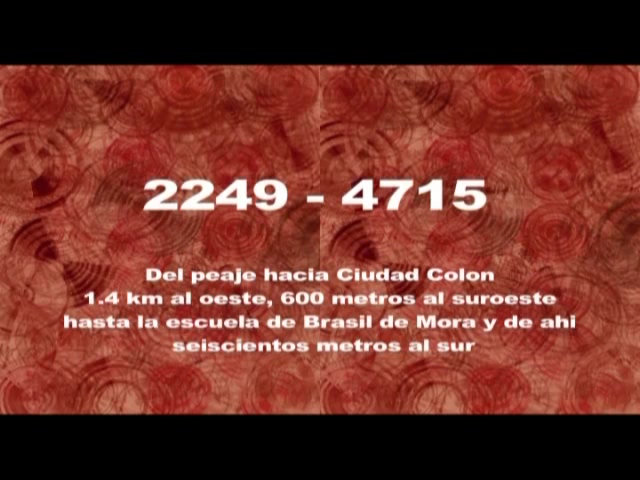 2249 - 4715
Del peaje hacia Ciudad Colon
1.4 km al oeste, 600 metros al suroeste
hasta la escuela de Brasil de Mora y de ahi
seiscientos metros al sur